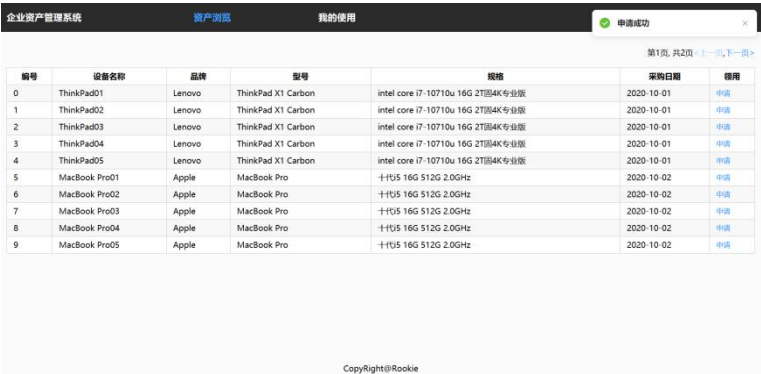 企业资产管理系统 资产浏览 我的使用 申请成功 ×
第1页, 共2页<上一页,下一页>
编号 设备名称 品牌 型号 规格 采购日期 领用
0 ThinkPad01 Lenovo ThinkPad X1 Carbon intel core i7-10710u 16G 2T固4K专业版 2020-10-01 申请
1 ThinkPad02 Lenovo ThinkPad X1 Carbon intel core i7-10710u 16G 2T固4K专业版 2020-10-01 申请
2 ThinkPad03 Lenovo ThinkPad X1 Carbon intel core i7-10710u 16G 2T固4K专业版 2020-10-01 申请
3 ThinkPad04 Lenovo ThinkPad X1 Carbon intel core i7-10710u 16G 2T固4K专业版 2020-10-01 申请
4 ThinkPad05 Lenovo ThinkPad X1 Carbon intel core i7-10710u 16G 2T固4K专业版 2020-10-01 申请
5 MacBook Pro01 Apple MacBook Pro 十代i5 16G 512G 2.0GHz 2020-10-02 申请
6 MacBook Pro02 Apple MacBook Pro 十代i5 16G 512G 2.0GHz 2020-10-02 申请
7 MacBook Pro03 Apple MacBook Pro 十代i5 16G 512G 2.0GHz 2020-10-02 申请
8 MacBook Pro04 Apple MacBook Pro 十代i5 16G 512G 2.0GHz 2020-10-02 申请
9 MacBook Pro05 Apple MacBook Pro 十代i5 16G 512G 2.0GHz 2020-10-02 申请
CopyRight@Rookie